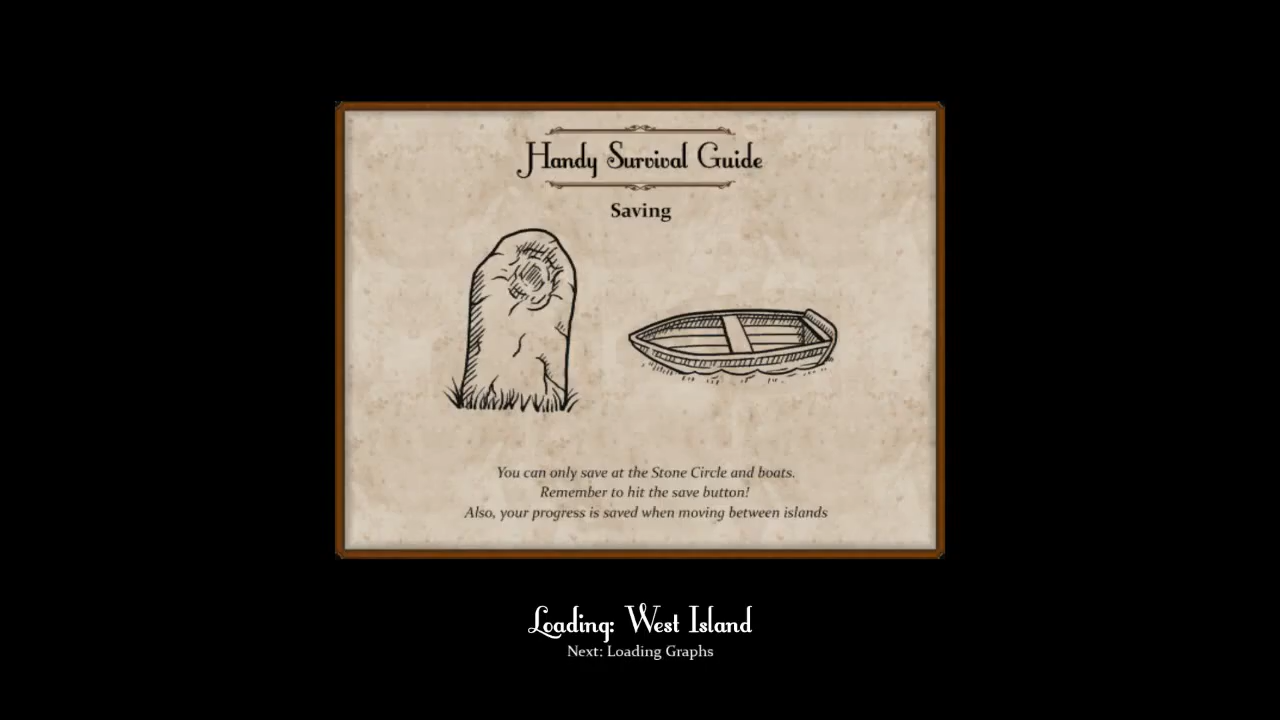 Handy Survival Guide
Saving
You can only save at the Stone Circle and boats.
Remember to hit the save button!
Also, your progress is saved when moving between islands
Loading: West Island
Next: Loading Graphs